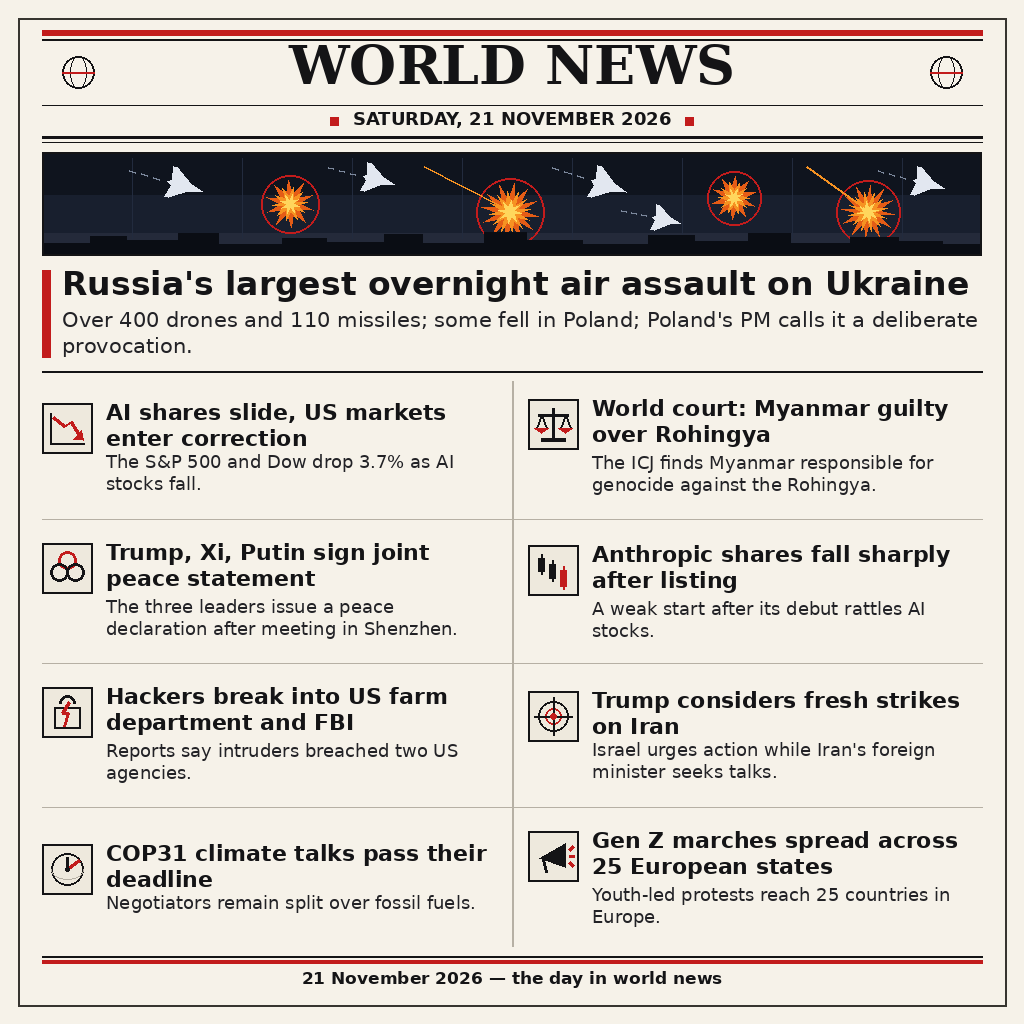 WORLD NEWS
SATURDAY, 21 NOVEMBER 2026
Russia's largest overnight air assault on Ukraine
Over 400 drones and 110 missiles; some fell in Poland; Poland's PM calls it a deliberate
provocation.
AI shares slide, US markets
enter correction
The S&P 500 and Dow drop 3.7% as AI
stocks fall.
World court: Myanmar guilty
over Rohingya
The ICJ finds Myanmar responsible for
genocide against the Rohingya.
Trump, Xi, Putin sign joint
peace statement
The three leaders issue a peace
declaration after meeting in Shenzhen.
Anthropic shares fall sharply
after listing
A weak start after its debut rattles AI
stocks.
Hackers break into US farm
department and FBI
Reports say intruders breached two US
agencies.
Trump considers fresh strikes
on Iran
Israel urges action while Iran's foreign
minister seeks talks.
COP31 climate talks pass their
deadline
Negotiators remain split over fossil fuels.
Gen Z marches spread across
25 European states
Youth-led protests reach 25 countries in
Europe.
21 November 2026 — the day in world news